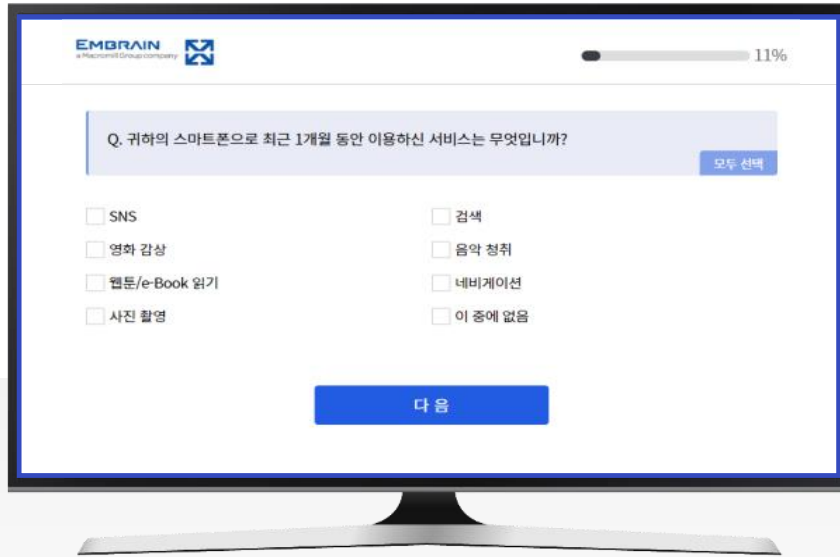 EMBRAIN
a Macromill Group company
11%
Q. 귀하의 스마트폰으로 최근 1개월 동안 이용하신 서비스는 무엇입니까?
모두 선택
SNS
검색
영화 감상
음악 청취
웹툰/e-Book 읽기
네비게이션
사진 촬영
이 중에 없음
다 음